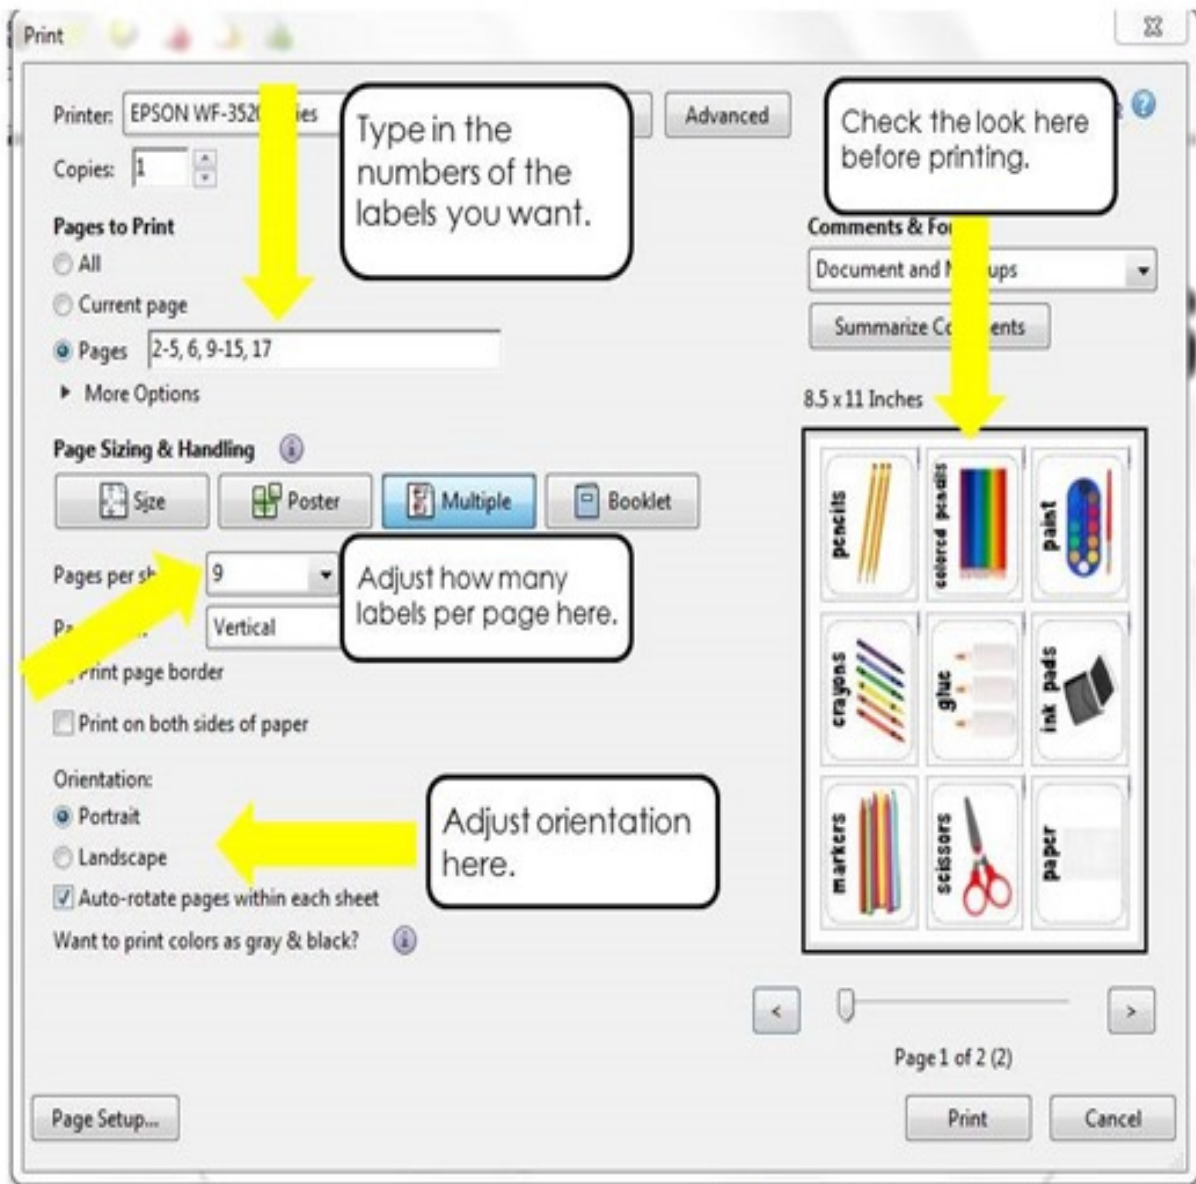 Print
Printer: EPSON WF-352
Advanced
Copies: 1
Type in the
numbers of the
labels you want.
Check the look here
before printing.
Pages to Print
All
Current page
Pages 2-5, 6, 9-15, 17
More Options
Comments & Fo
Document and M ups
Summarize Co ents
8.5 x 11 Inches
Page Sizing & Handling
Size Poster Multiple Booklet
Pages per sh 9
Vertical
Adjust how many
labels per page here.
Print page border
Print on both sides of paper
Orientation:
Portrait
Landscape
Adjust orientation
here.
Auto-rotate pages within each sheet
Want to print colors as gray & black?
pencils
colored pencils
paint
crayons
glue
ink pads
markers
scissors
paper
< >
Page 1 of 2 (2)
Page Setup...
Print
Cancel